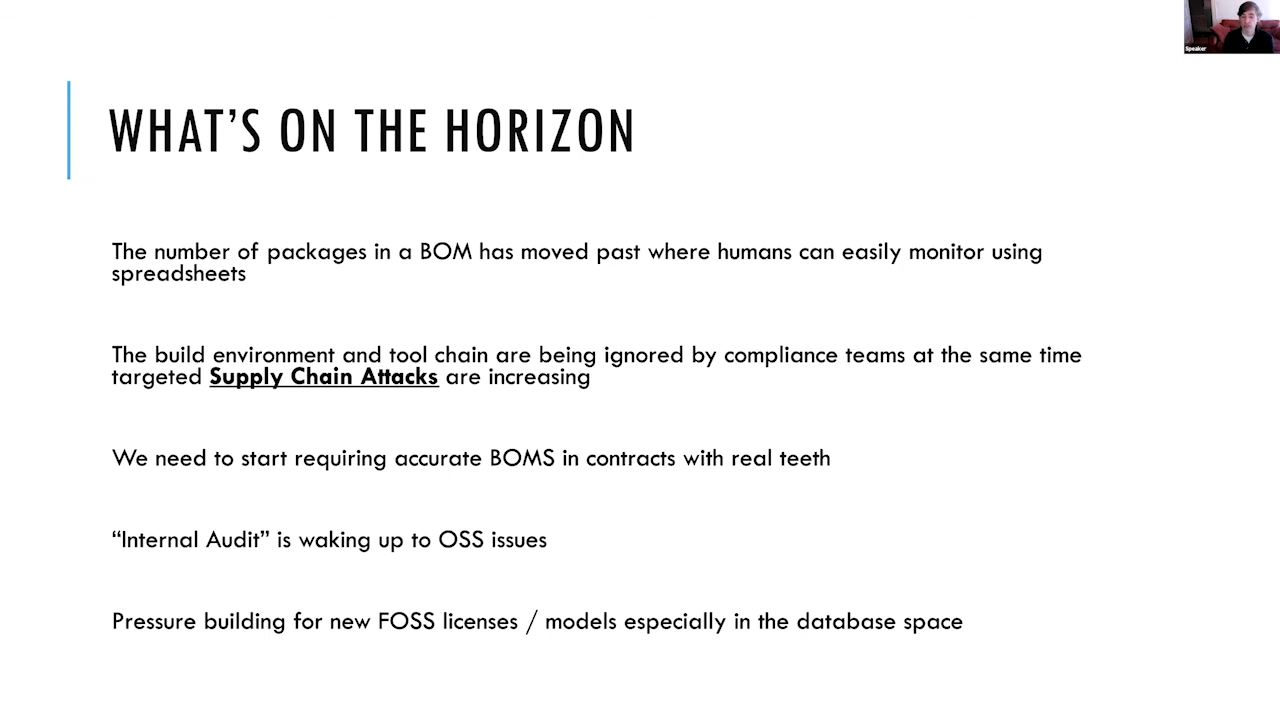 Speaker
WHAT'S ON THE HORIZON
The number of packages in a BOM has moved past where humans can easily monitor using
spreadsheets
The build environment and tool chain are being ignored by compliance teams at the same time
targeted Supply Chain Attacks are increasing
We need to start requiring accurate BOMS in contracts with real teeth
“Internal Audit” is waking up to OSS issues
Pressure building for new FOSS licenses / models especially in the database space